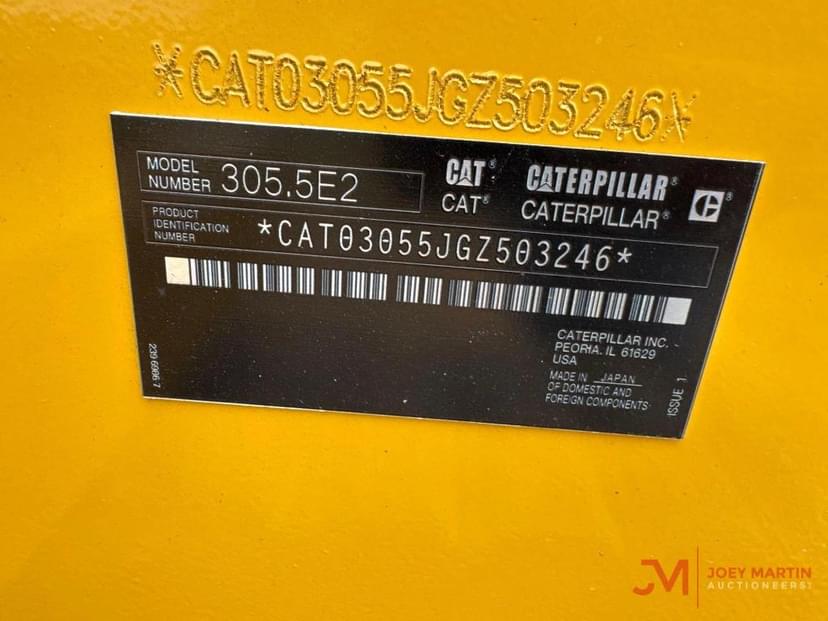 *CAT03055JGZ503246*
MODEL NUMBER 305.5E2
CAT® CATERPILLAR®
CAT® CATERPILLAR® C®
PRODUCT
IDENTIFICATION
NUMBER
*CAT03055JGZ503246*
CATERPILLAR INC.
PEORIA, IL 61629
USA
MADE IN JAPAN
OF DOMESTIC AND
FOREIGN COMPONENTS
ISSUE 1
JM JOEY MARTIN
AUCTIONEERS